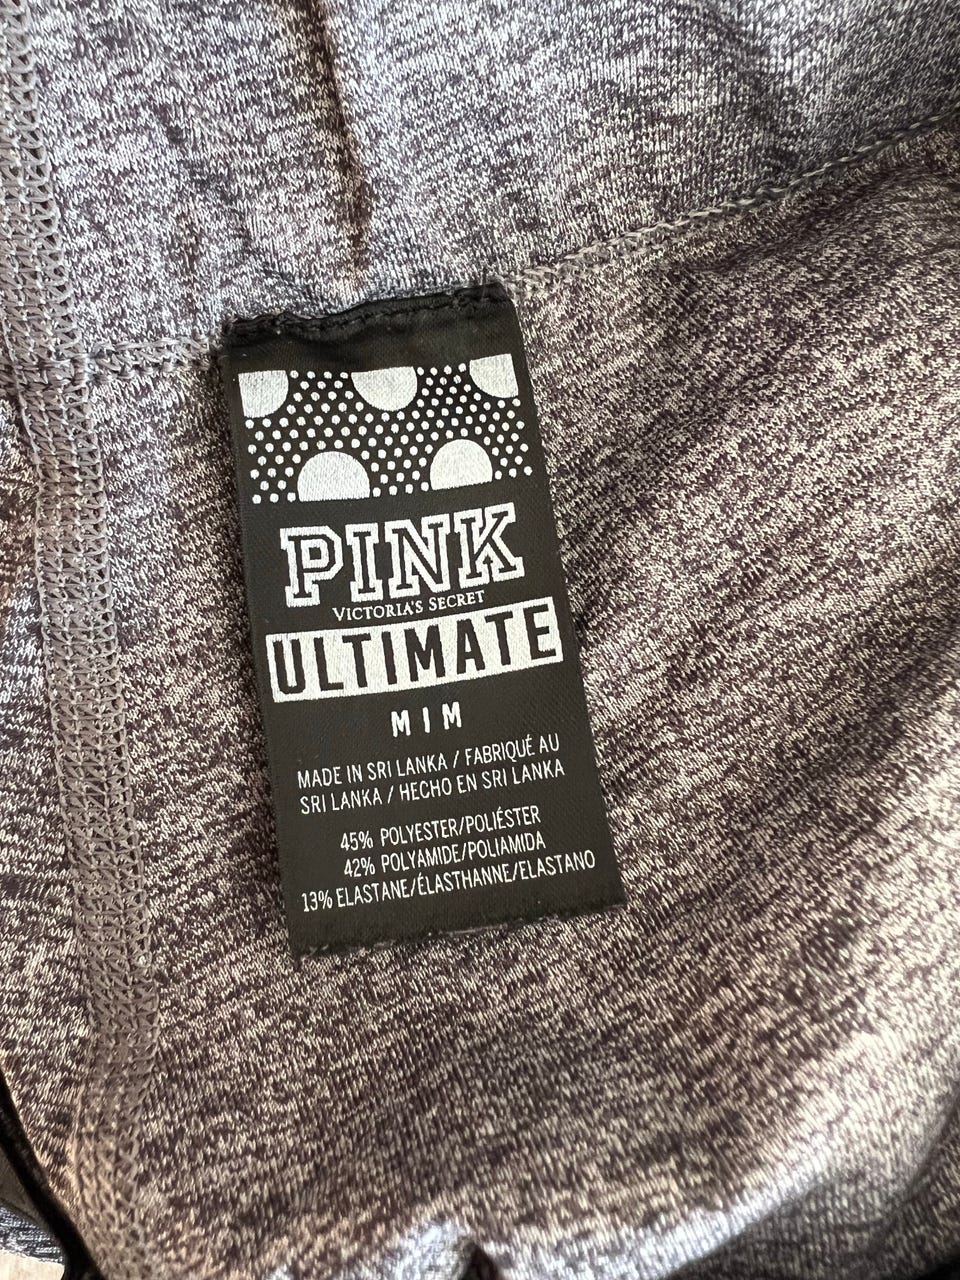 PINK
VICTORIA'S SECRET
ULTIMATE
M | M
MADE IN SRI LANKA / FABRIQUÉ AU
SRI LANKA / HECHO EN SRI LANKA
45% POLYESTER/POLIÉSTER
42% POLYAMIDE/POLIAMIDA
13% ELASTANE/ÉLASTHANNE/ELASTANO